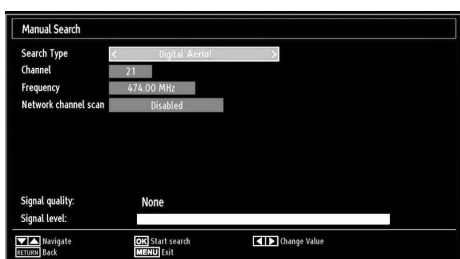 Manual Search
Search Type < Digital Aerial >
Channel 21
Frequency 474.00 MHz
Network channel scan Disabled
Signal quality: None
Signal level:
Navigate OK Start search Change Value
RETURN Back MENU Exit